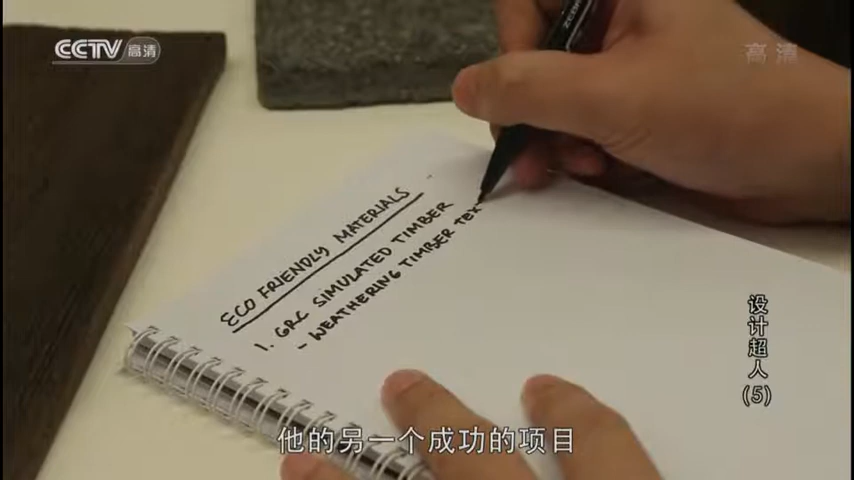 CCTV高清
高清
ECO FRIENDLY MATERIALS
1. GRC SIMULATED TIMBER
- WEATHERING TIMBER TEX
设计超人
(5)
他的另一个成功的项目